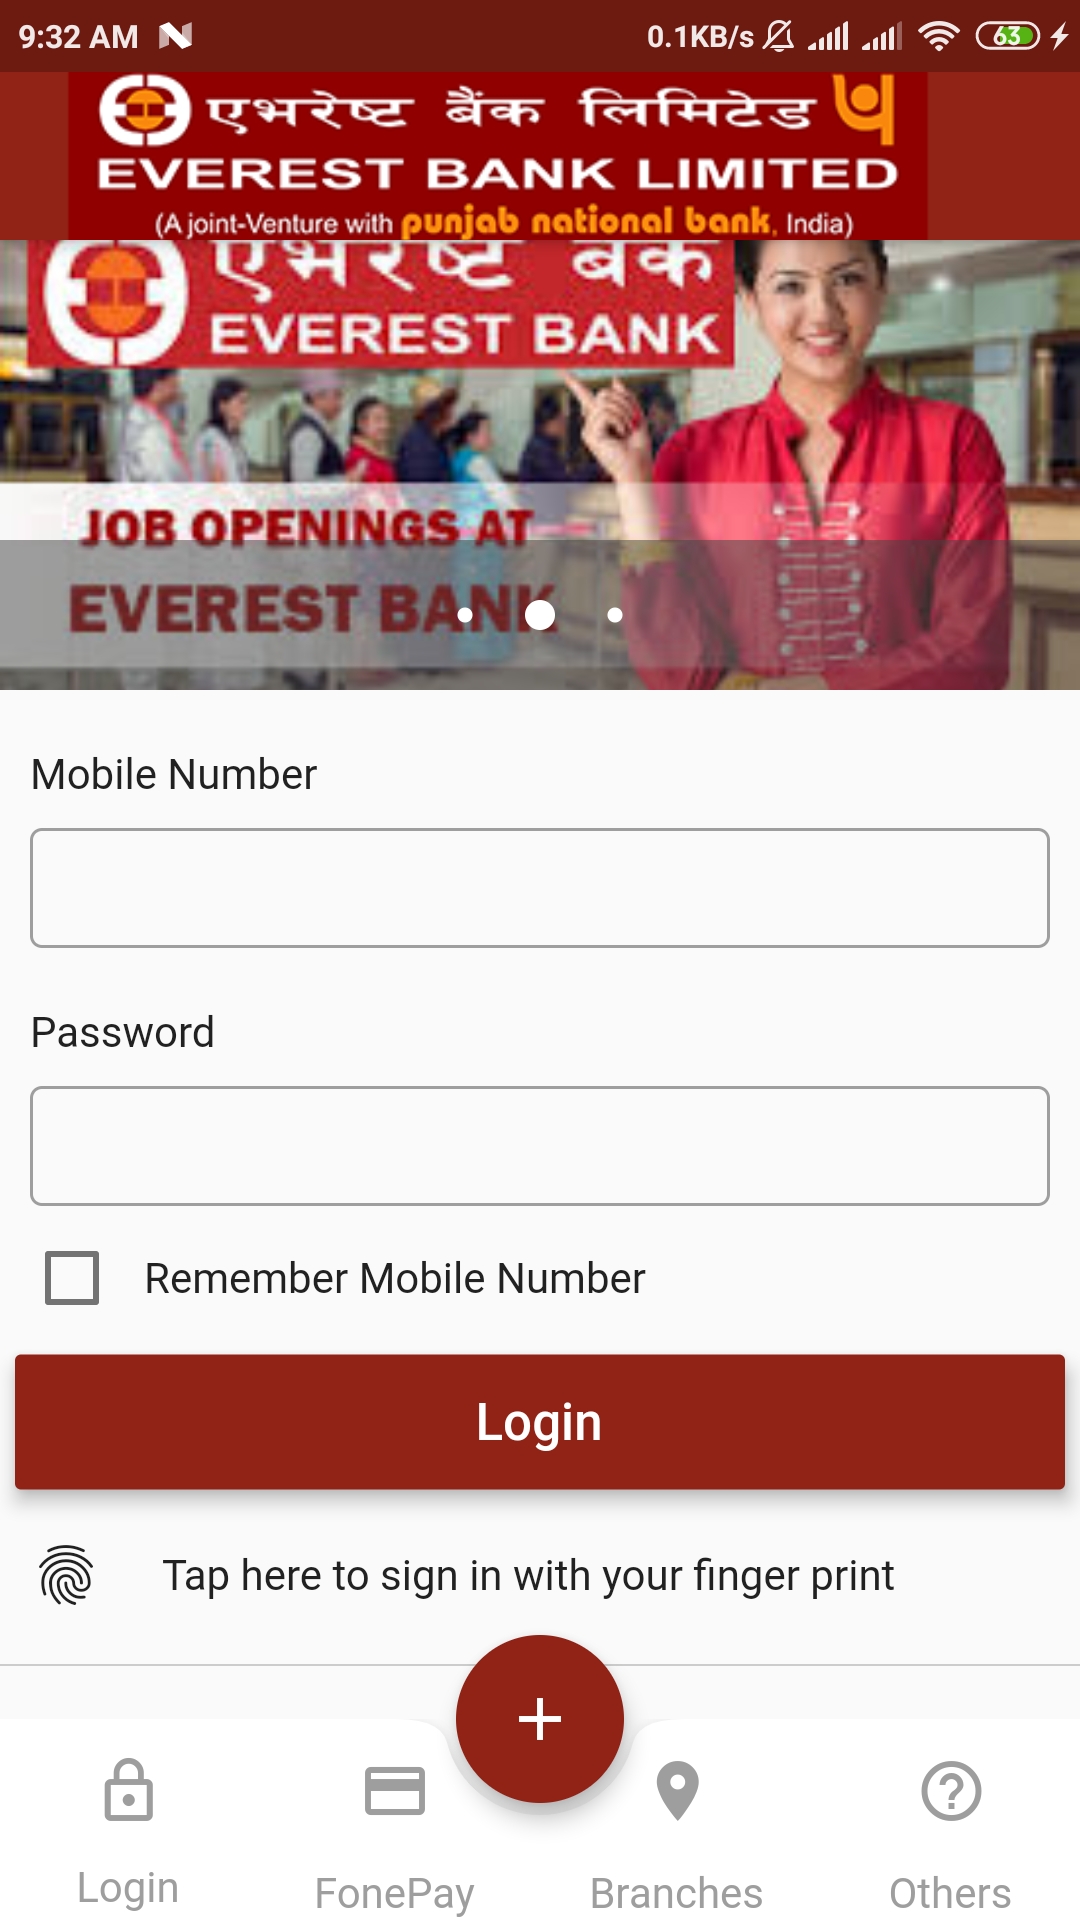 9:32 AM 0.1KB/s 63
एभरेष्ट बैंक लिमिटेड
EVEREST BANK LIMITED
(A joint-Venture with punjab national bank, India)
एभरेष्ट बैंक
EVEREST BANK
JOB OPENINGS AT
EVEREST BANK
Mobile Number
Password
Remember Mobile Number
Login
Tap here to sign in with your finger print
Login FonePay Branches Others